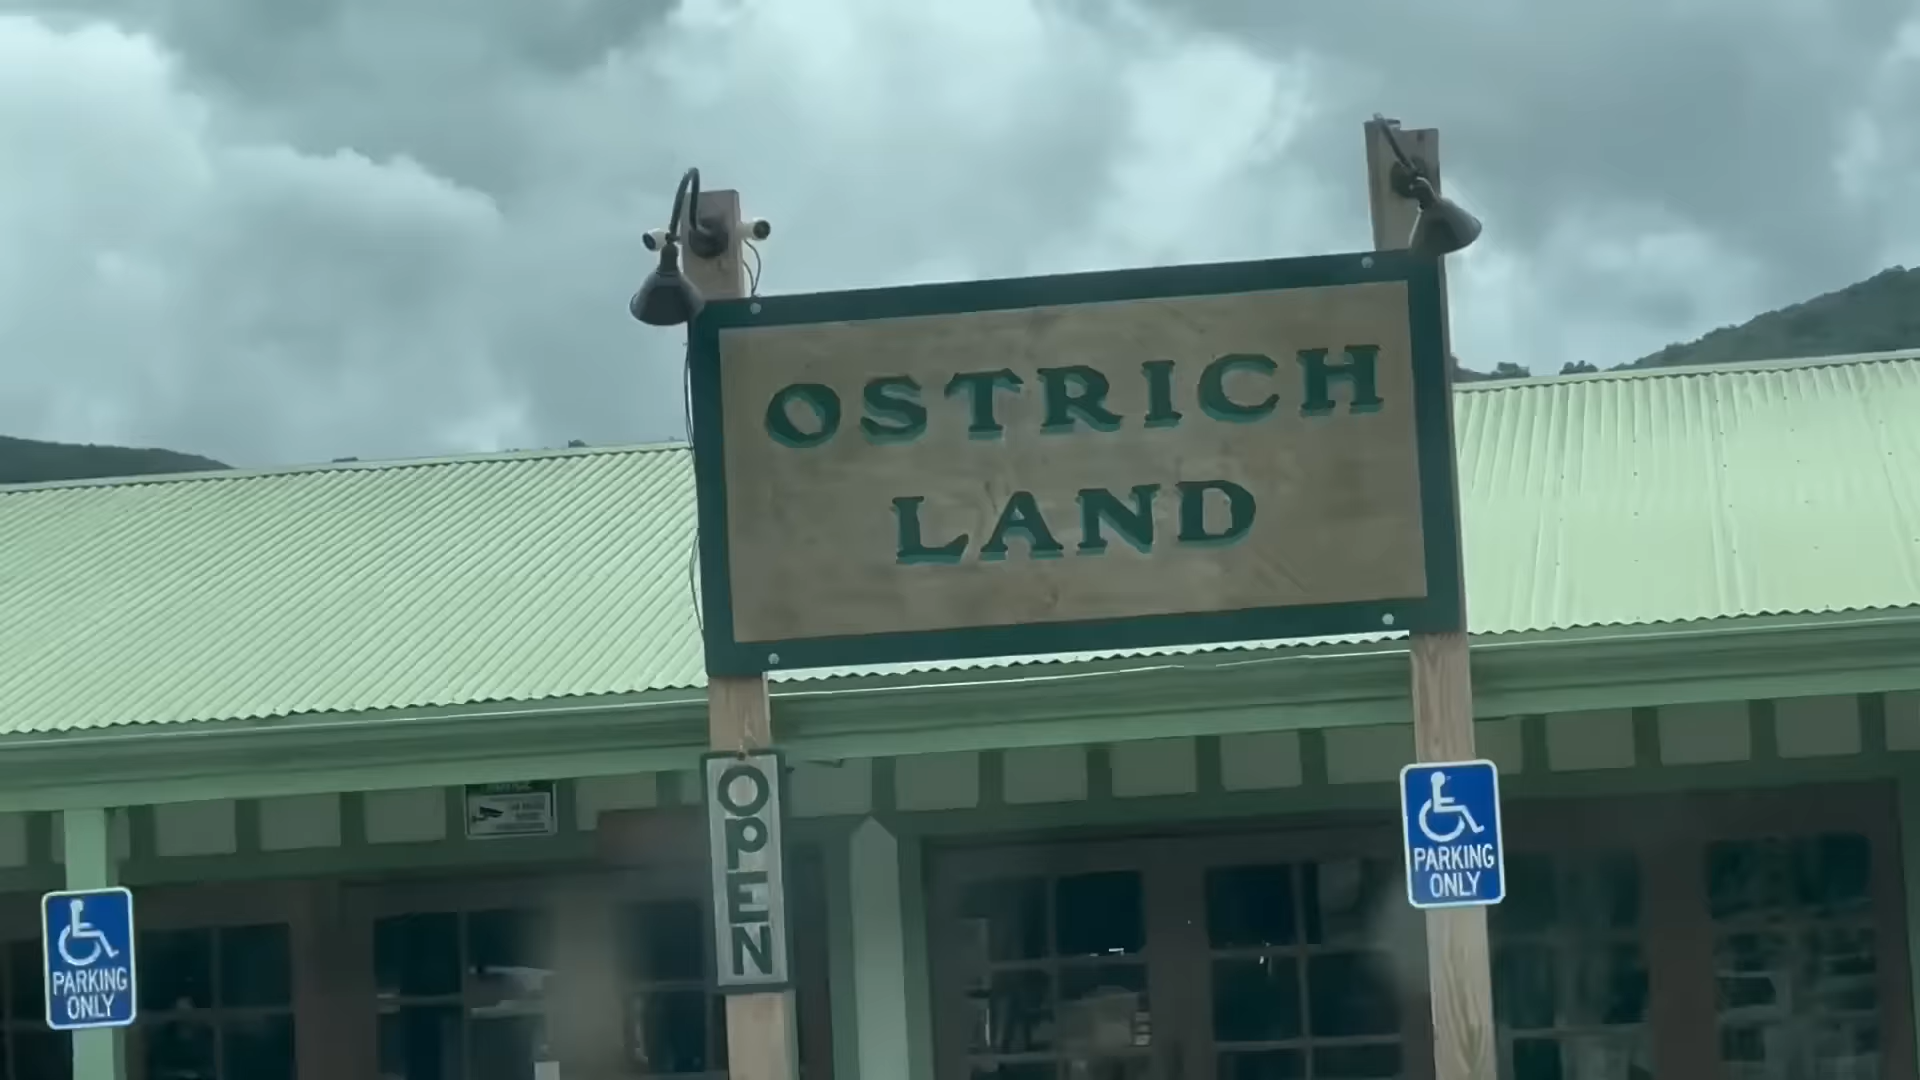 OSTRICH
LAND
OPEN
PARKING
ONLY
PARKING
ONLY